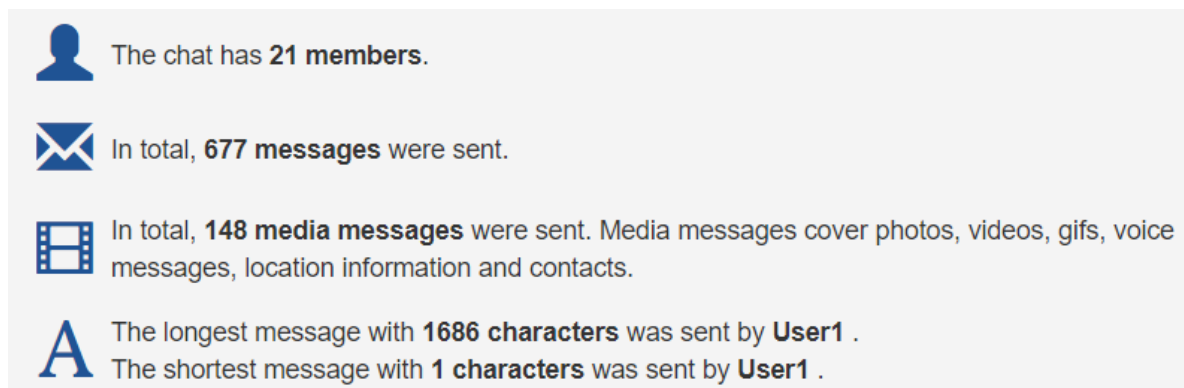 The chat has 21 members.
In total, 677 messages were sent.
In total, 148 media messages were sent. Media messages cover photos, videos, gifs, voice
messages, location information and contacts.
The longest message with 1686 characters was sent by User1 .
The shortest message with 1 characters was sent by User1 .